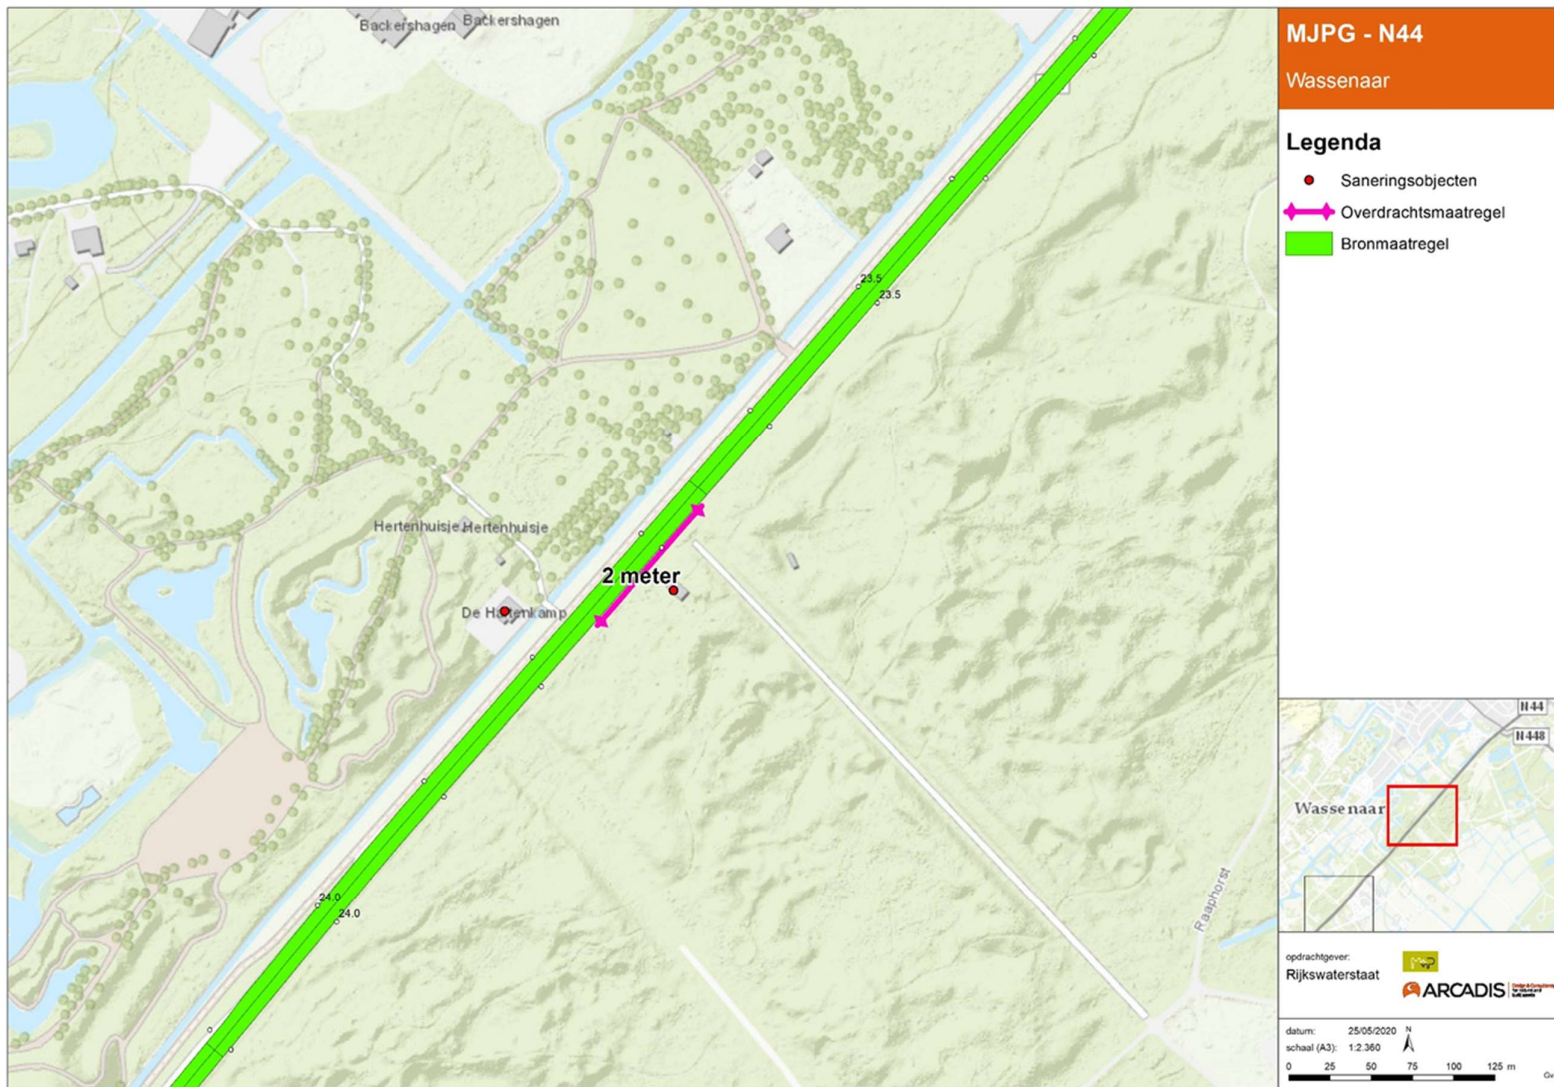 Backershagen Backershagen
23.5
23.5
Hertenhuisje Hertenhuisje
2 meter
De Hartenkamp
24.0
24.0
Raaphorst
MJPG - N44
Wassenaar
Legenda
Saneringsobjecten
Overdrachtsmaatregel
Bronmaatregel
N44
N448
Wassenaar
opdrachtgever:
Rijkswaterstaat
M+P
ARCADIS
datum: 25/05/2020 N
schaal (A3): 1:2.360
0 25 50 75 100 125 m